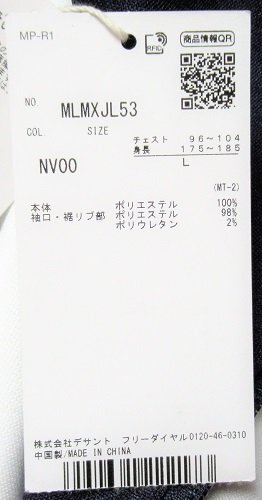 MP-R1
RFID
商品情報QR
NO. MLMXJL53
COL. SIZE
チェスト 96～104
身長 175～185
NV00 L
(MT-2)
本体 ポリエステル 100%
袖口・裾リブ部 ポリエステル 98%
ポリウレタン 2%
株式会社デサント フリーダイヤル0120-46-0310
中国製/MADE IN CHINA